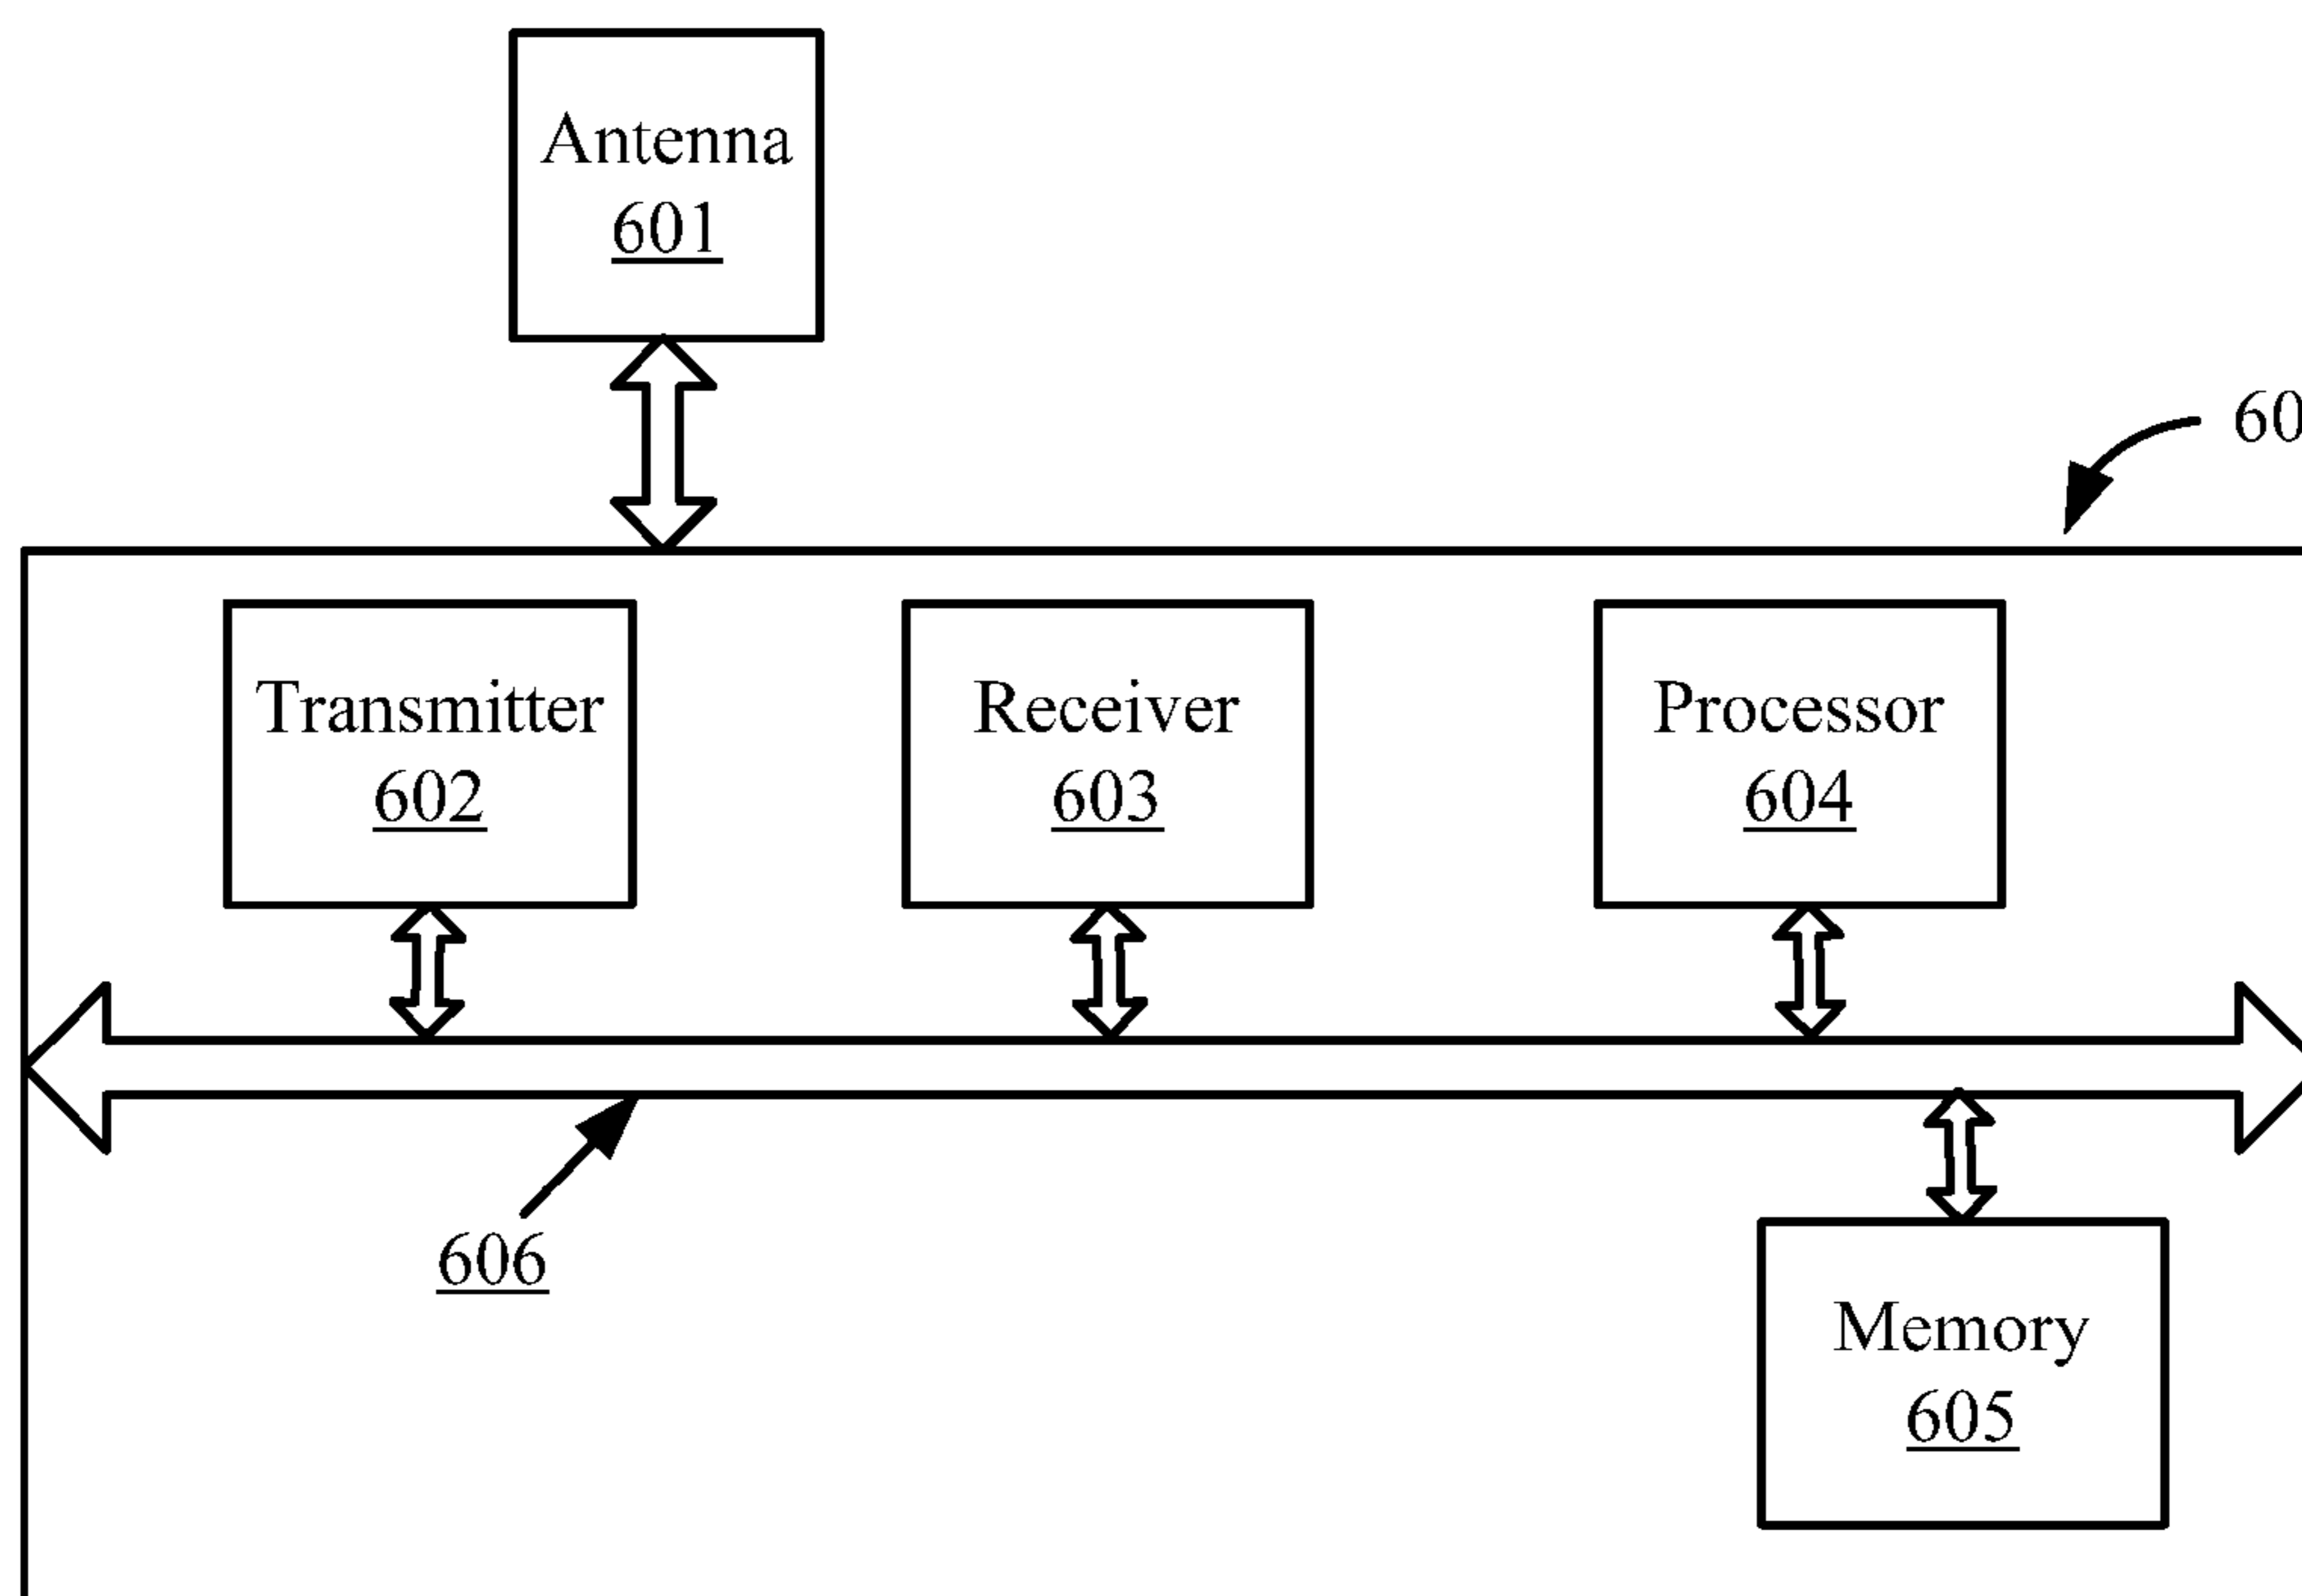 Antenna
601
60
Transmitter
602
Receiver
603
Processor
604
606
Memory
605